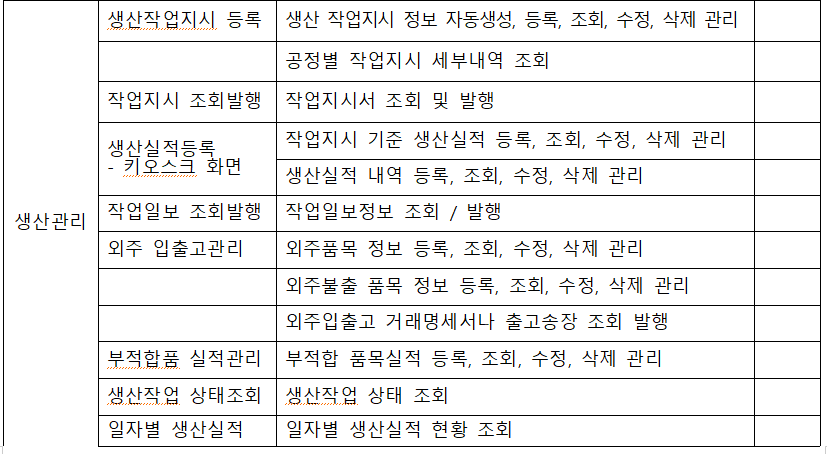 생산관리
생산작업지시 등록
생산 작업지시 정보 자동생성, 등록, 조회, 수정, 삭제 관리
공정별 작업지시 세부내역 조회
작업지시 조회발행
작업지시서 조회 및 발행
생산실적등록
- 키오스크 화면
작업지시 기준 생산실적 등록, 조회, 수정, 삭제 관리
생산실적 내역 등록, 조회, 수정, 삭제 관리
작업일보 조회발행
작업일보정보 조회 / 발행
외주 입출고관리
외주품목 정보 등록, 조회, 수정, 삭제 관리
외주불출 품목 정보 등록, 조회, 수정, 삭제 관리
외주입출고 거래명세서나 출고송장 조회 발행
부적합품 실적관리
부적합 품목실적 등록, 조회, 수정, 삭제 관리
생산작업 상태조회
생산작업 상태 조회
일자별 생산실적
일자별 생산실적 현황 조회